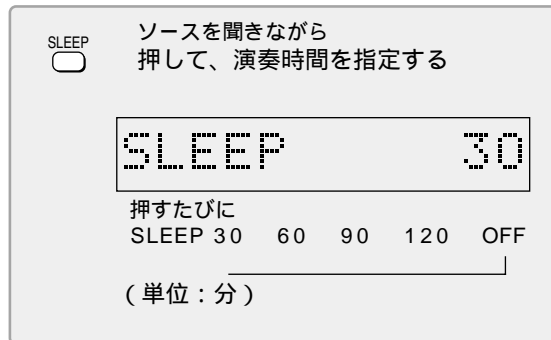 SLEEP
ソースを聞きながら
押して、演奏時間を指定する
SLEEP 30
押すたびに
SLEEP 30 60 90 120 OFF
(単位:分)